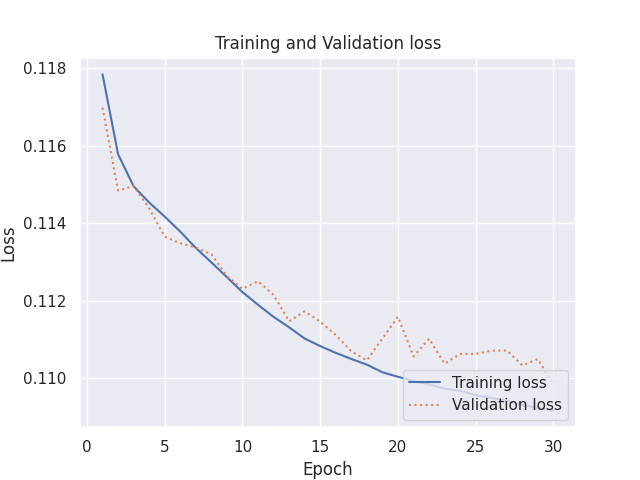 Training and Validation loss
0.118
0.116
0.114
0.112
0.110
Loss
Training loss
Validation loss
0 5 10 15 20 25 30
Epoch